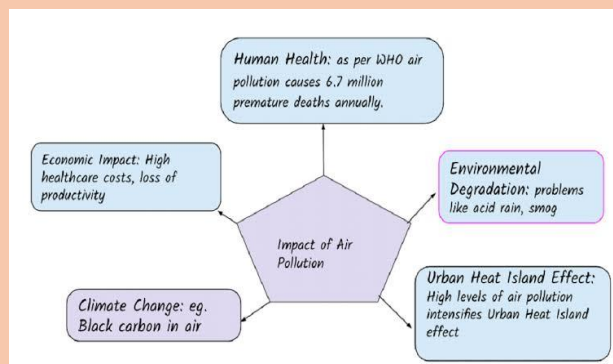 Human Health: as per WHO air
pollution causes 6.7 million
premature deaths annually.
Economic Impact: High
healthcare costs, loss of
productivity
Environmental
Degradation: problems
like acid rain, smog
Impact of Air
Pollution
Climate Change: eg.
Black carbon in air
Urban Heat Island Effect:
High levels of air pollution
intensifies Urban Heat Island
effect